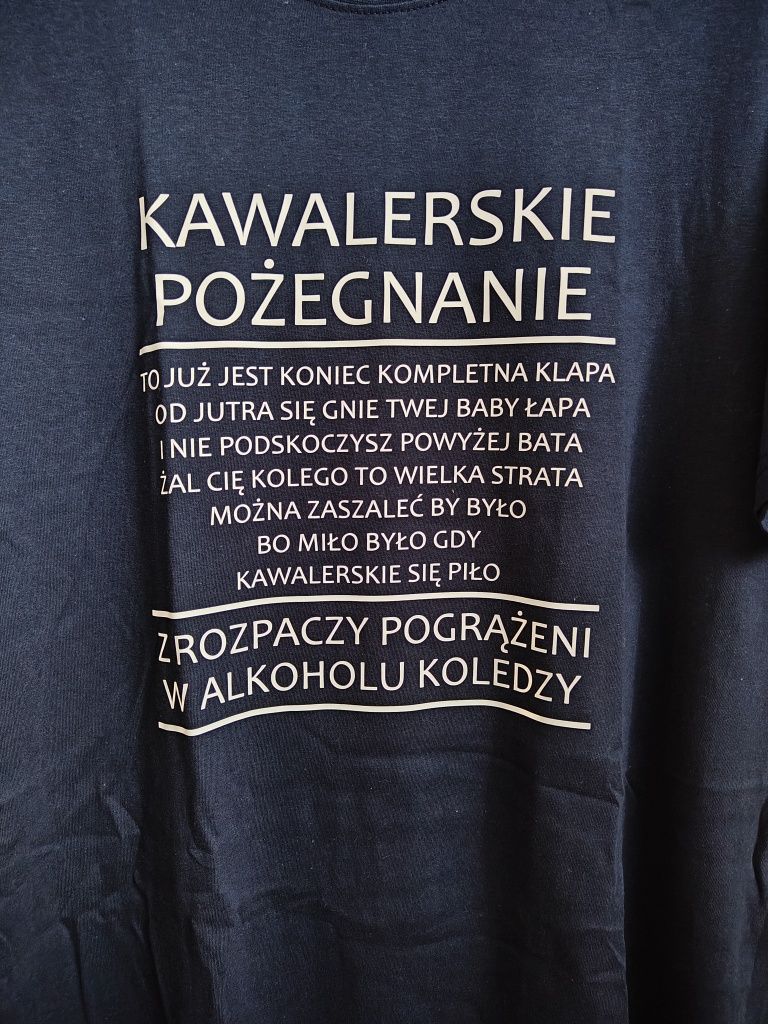 KAWALERSKIE
POŻEGNANIE
TO JUŻ JEST KONIEC KOMPLETNA KLAPA
OD JUTRA SIĘ GNIE TWEJ BABY ŁAPA
I NIE PODSKOCZYSZ POWYŻEJ BATA
ŻAL CIĘ KOLEGO TO WIELKA STRATA
MOŻNA ZASZALEĆ BY BYŁO
BO MIŁO BYŁO GDY
KAWALERSKIE SIĘ PIŁO
Z ROZPACZY POGRĄŻENI
W ALKOHOLU KOLEDZY